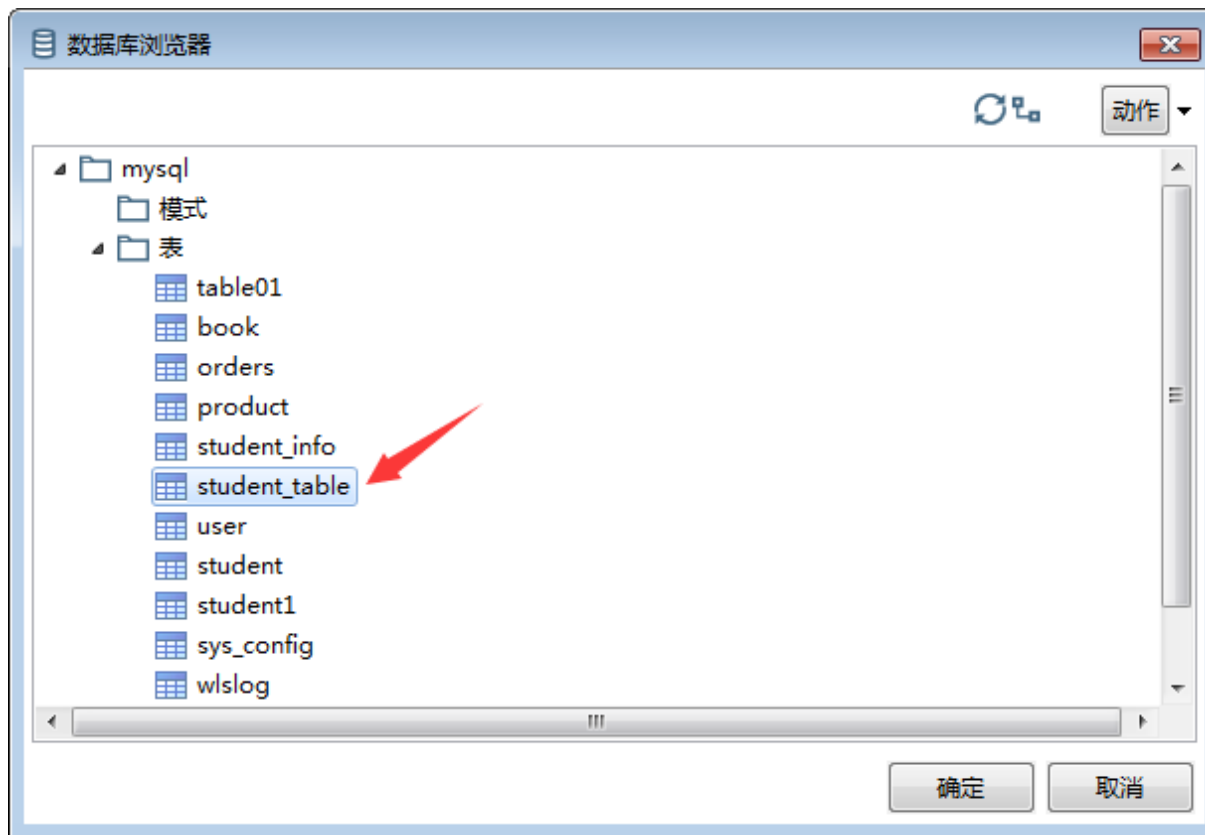 数据库浏览器
动作
mysql
模式
表
table01
book
orders
product
student_info
student_table
user
student
student1
sys_config
wlslog
确定
取消